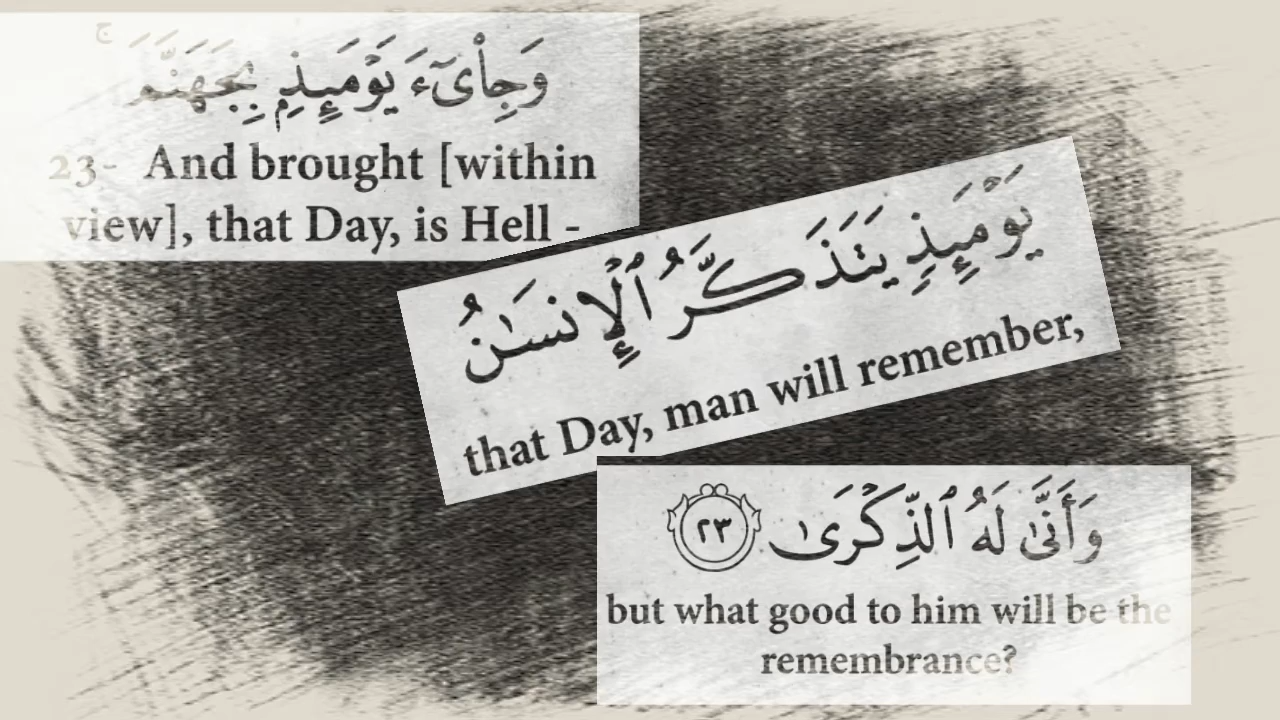 وَجِا۟ىٓءَ يَوْمَئِذٍۭ بِجَهَنَّمَ ۚ
23- And brought [within
view], that Day, is Hell -
يَوْمَئِذٍ يَتَذَكَّرُ ٱلْإِنسَـٰنُ
that Day, man will remember,
وَأَنَّىٰ لَهُ ٱلذِّكْرَىٰ ٢٣
but what good to him will be the
remembrance?